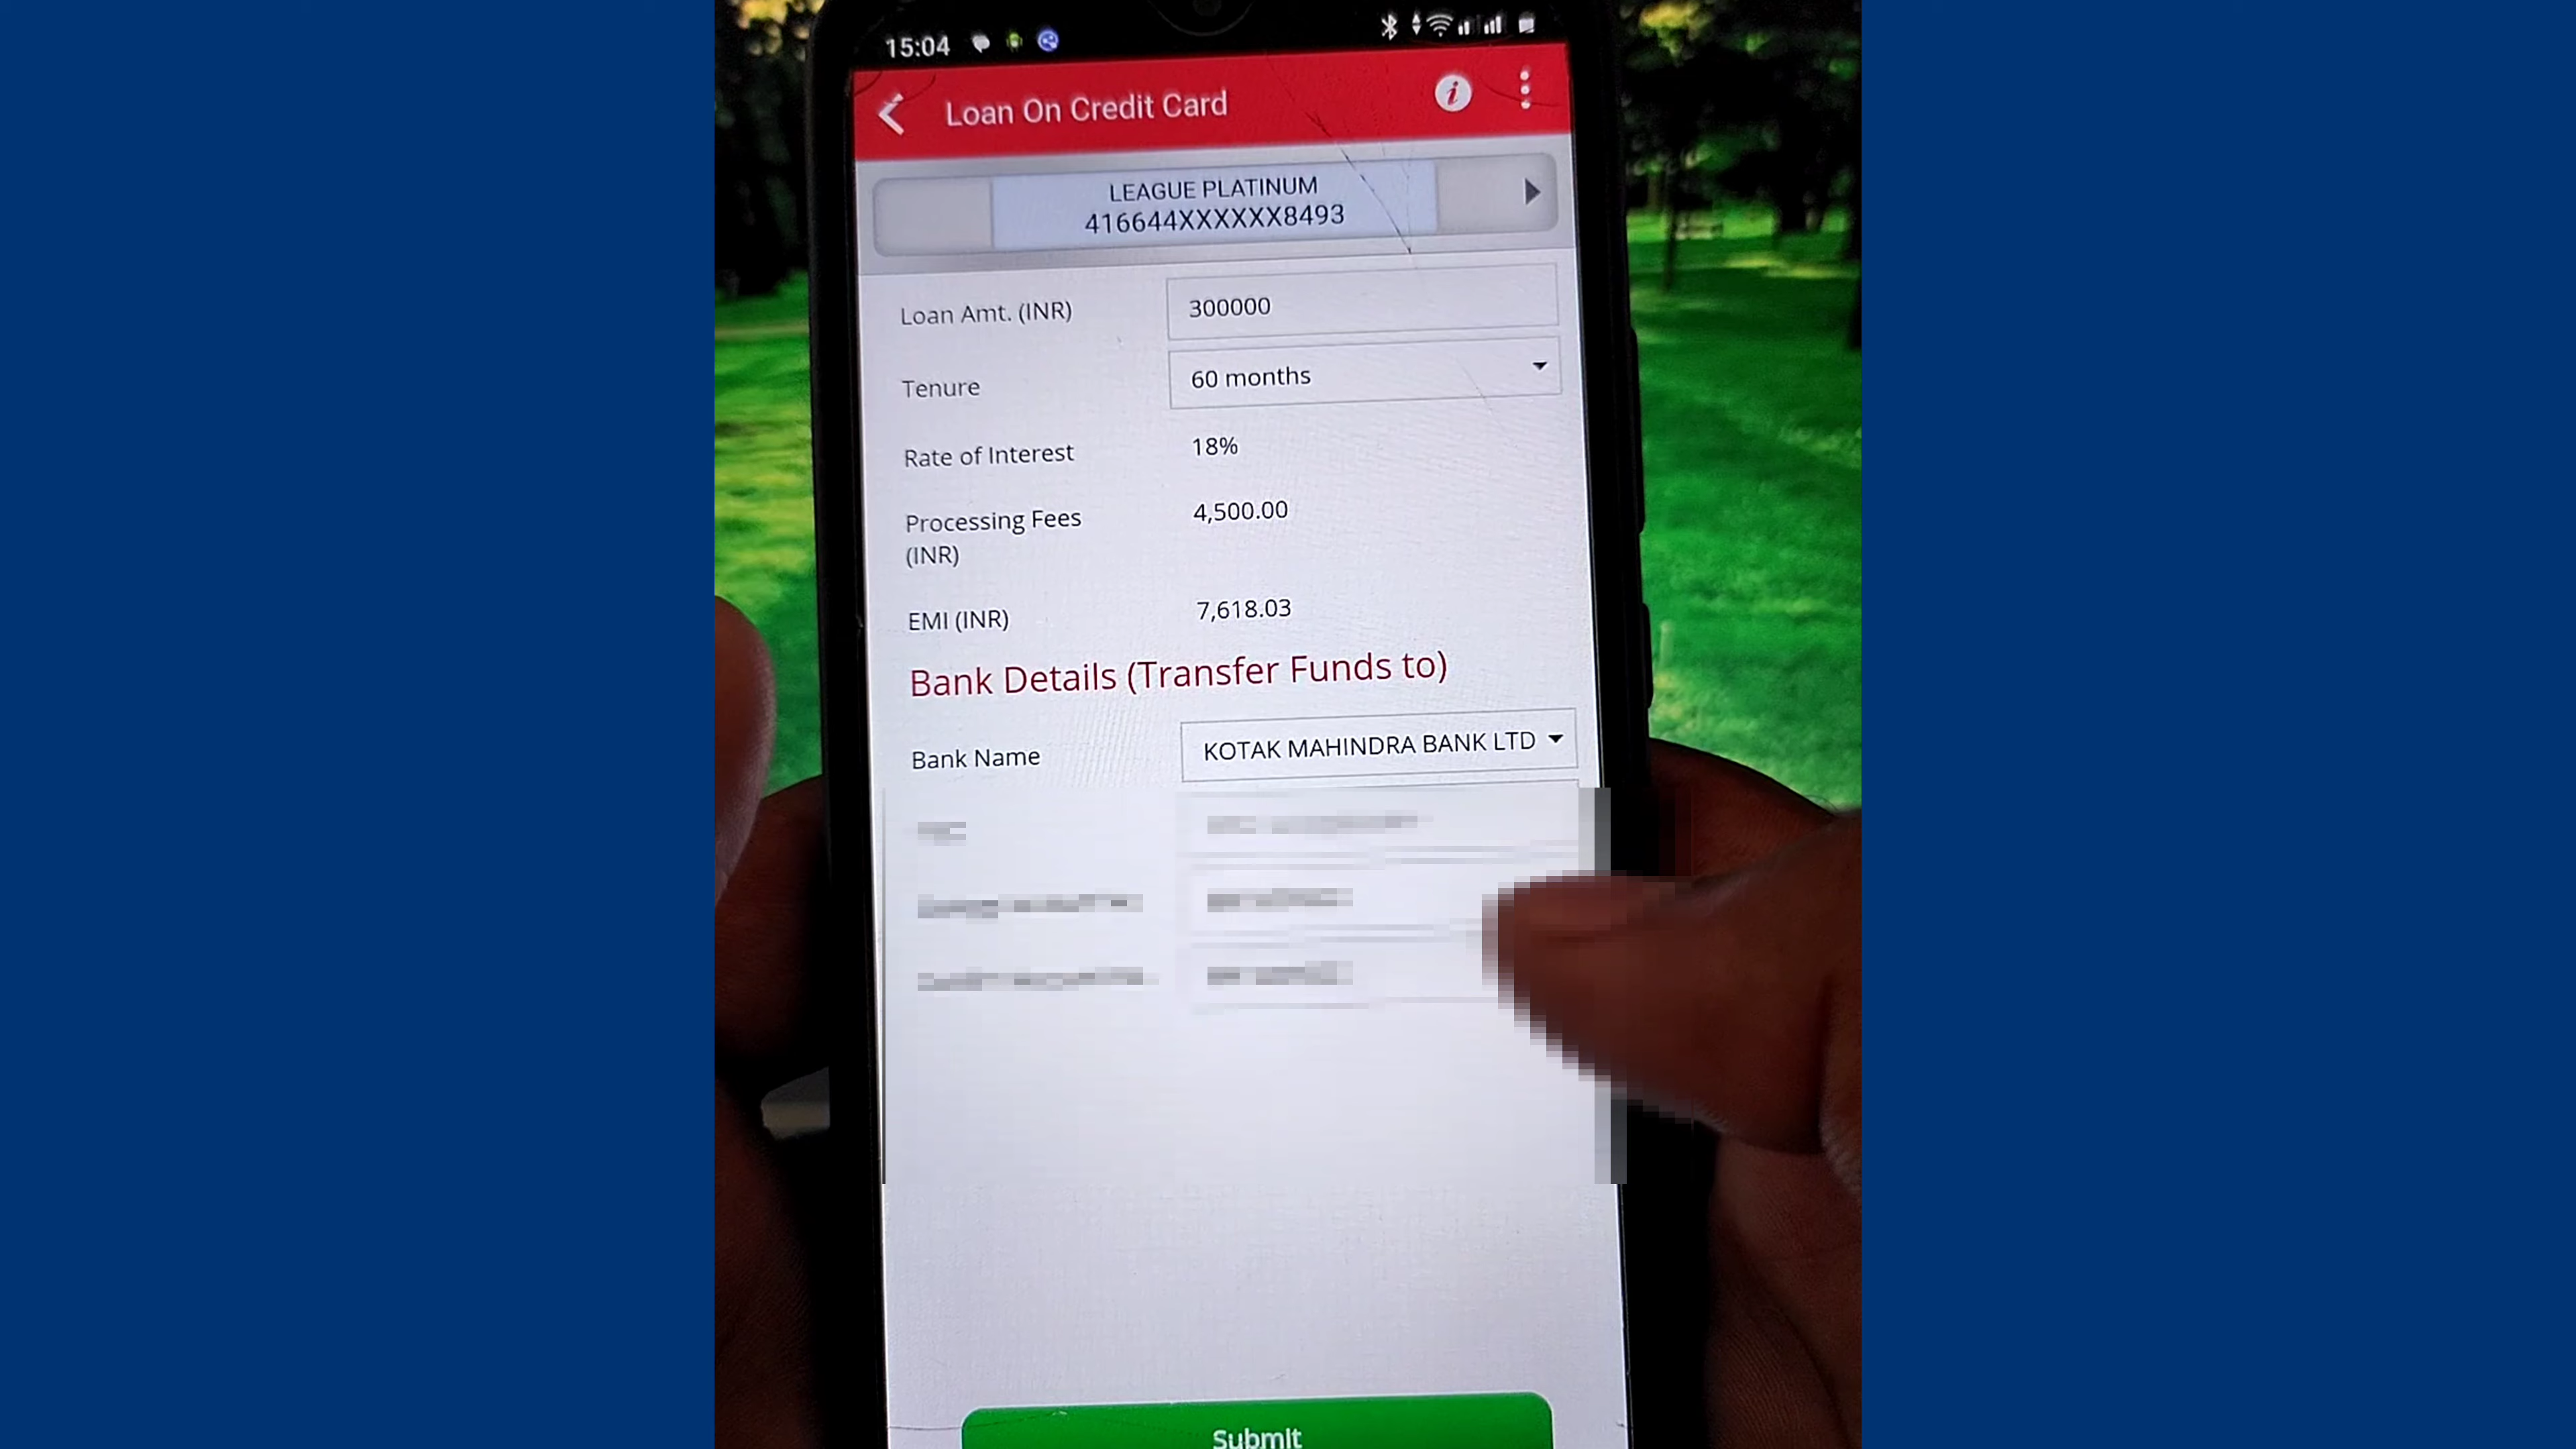 15:04
Loan On Credit Card
LEAGUE PLATINUM
416644XXXXXX8493
Loan Amt. (INR) 300000
Tenure 60 months
Rate of Interest 18%
Processing Fees (INR) 4,500.00
EMI (INR) 7,618.03
Bank Details (Transfer Funds to)
Bank Name KOTAK MAHINDRA BANK LTD
Submit